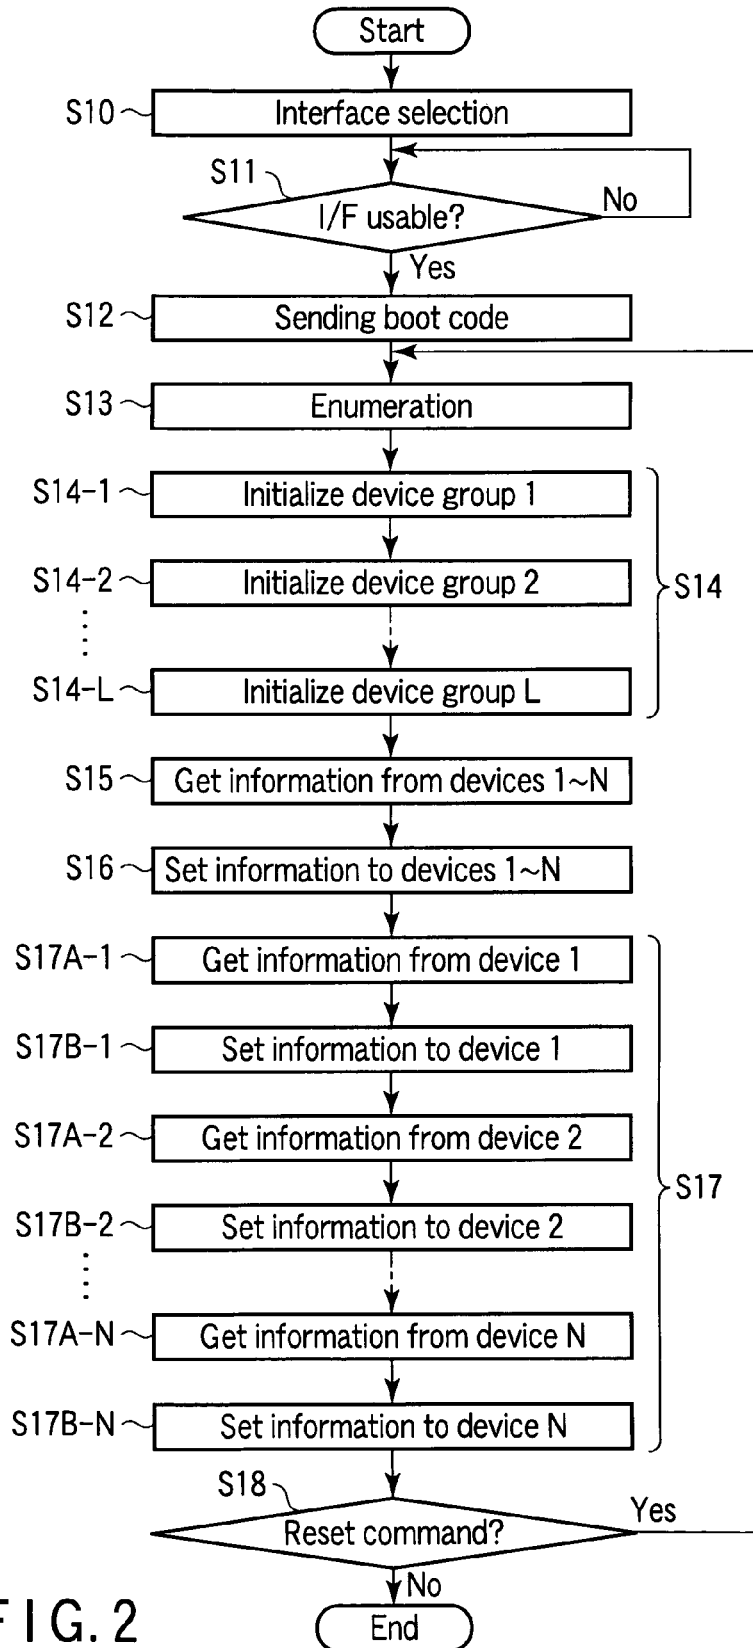 Start
S10
Interface selection
S11
I/F usable?
No
Yes
S12
Sending boot code
S13
Enumeration
S14-1
Initialize device group 1
S14-2
Initialize device group 2
S14
S14-L
Initialize device group L
S15
Get information from devices 1~N
S16
Set information to devices 1~N
S17A-1
Get information from device 1
S17B-1
Set information to device 1
S17A-2
Get information from device 2
S17
S17B-2
Set information to device 2
S17A-N
Get information from device N
S17B-N
Set information to device N
S18
Reset command?
Yes
No
End
FIG. 2